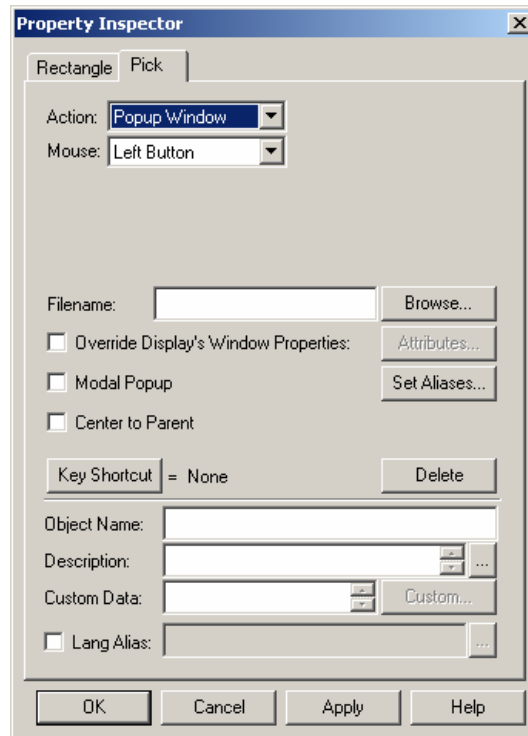 Property Inspector
Rectangle Pick
Action: Popup Window
Mouse: Left Button
Filename: Browse...
Override Display's Window Properties: Attributes...
Modal Popup Set Aliases...
Center to Parent
Key Shortcut = None Delete
Object Name:
Description: ...
Custom Data: Custom...
Lang Alias: ...
OK Cancel Apply Help